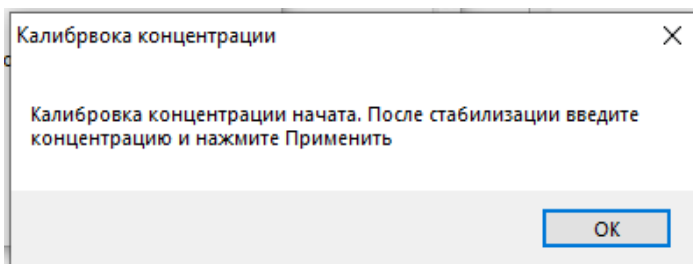 Калибрвока концентрации
Калибровка концентрации начата. После стабилизации введите
концентрацию и нажмите Применить
OK